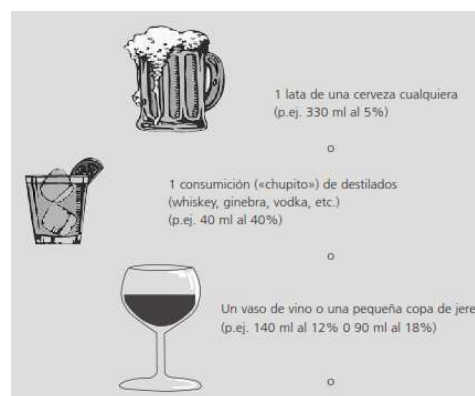 1 lata de una cerveza cualquiera
(p.ej. 330 ml al 5%)
o
1 consumición («chupito») de destilados
(whiskey, ginebra, vodka, etc.)
(p.ej. 40 ml al 40%)
o
Un vaso de vino o una pequeña copa de jere
(p.ej. 140 ml al 12% 0 90 ml al 18%)
o